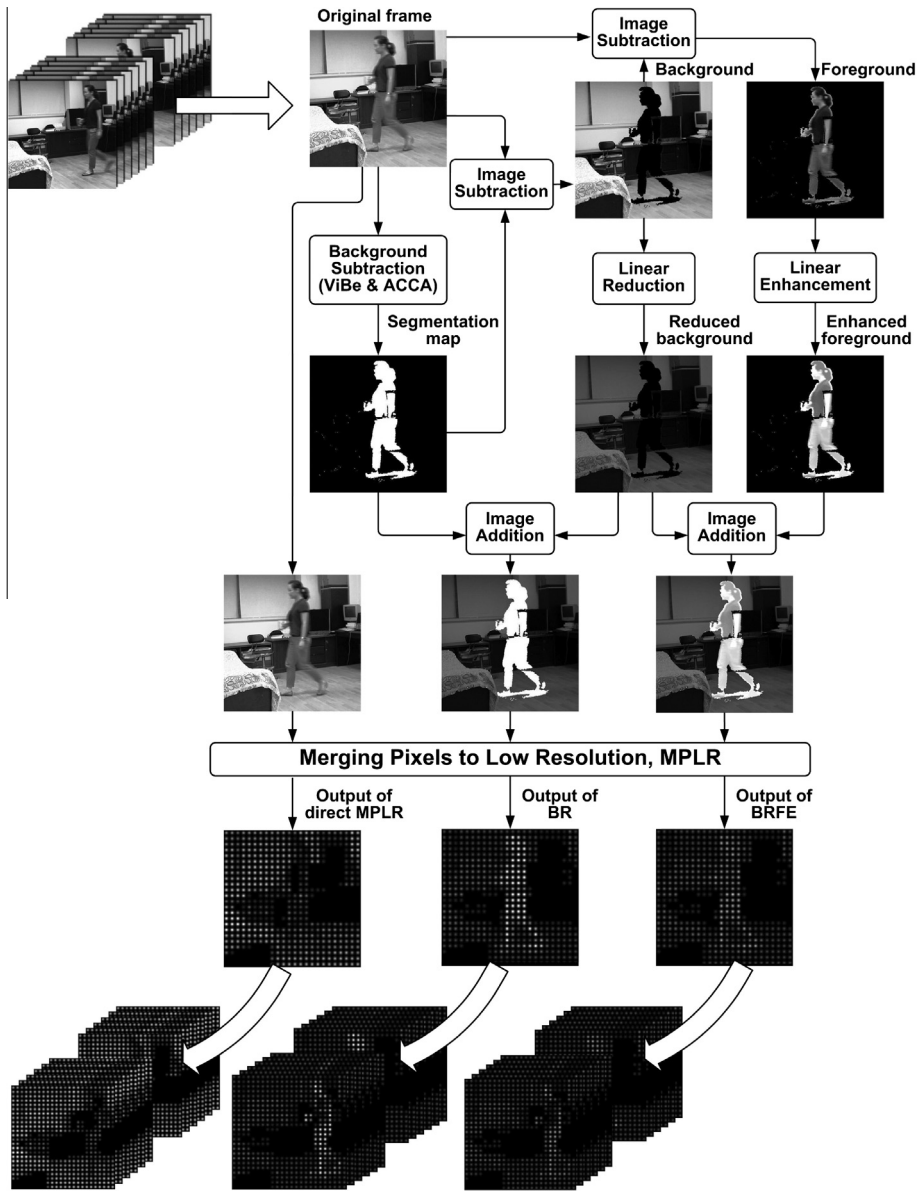 Original frame
Image
Subtraction
Background
Foreground
Image
Subtraction
Background
Subtraction
(ViBe & ACCA)
Linear
Reduction
Linear
Enhancement
Segmentation
map
Reduced
background
Enhanced
foreground
Image
Addition
Image
Addition
Merging Pixels to Low Resolution, MPLR
Output of
direct MPLR
Output of
BR
Output of
BRFE